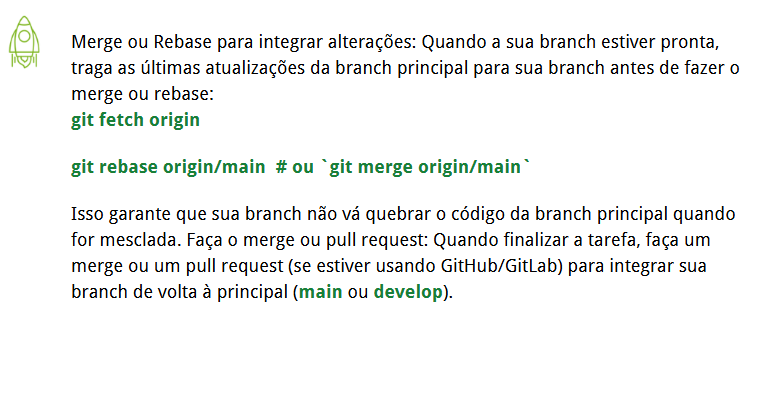 Merge ou Rebase para integrar alterações: Quando a sua branch estiver pronta,
traga as últimas atualizações da branch principal para sua branch antes de fazer o
merge ou rebase:
git fetch origin
git rebase origin/main  # ou `git merge origin/main`
Isso garante que sua branch não vá quebrar o código da branch principal quando
for mesclada. Faça o merge ou pull request: Quando finalizar a tarefa, faça um
merge ou um pull request (se estiver usando GitHub/GitLab) para integrar sua
branch de volta à principal (main ou develop).